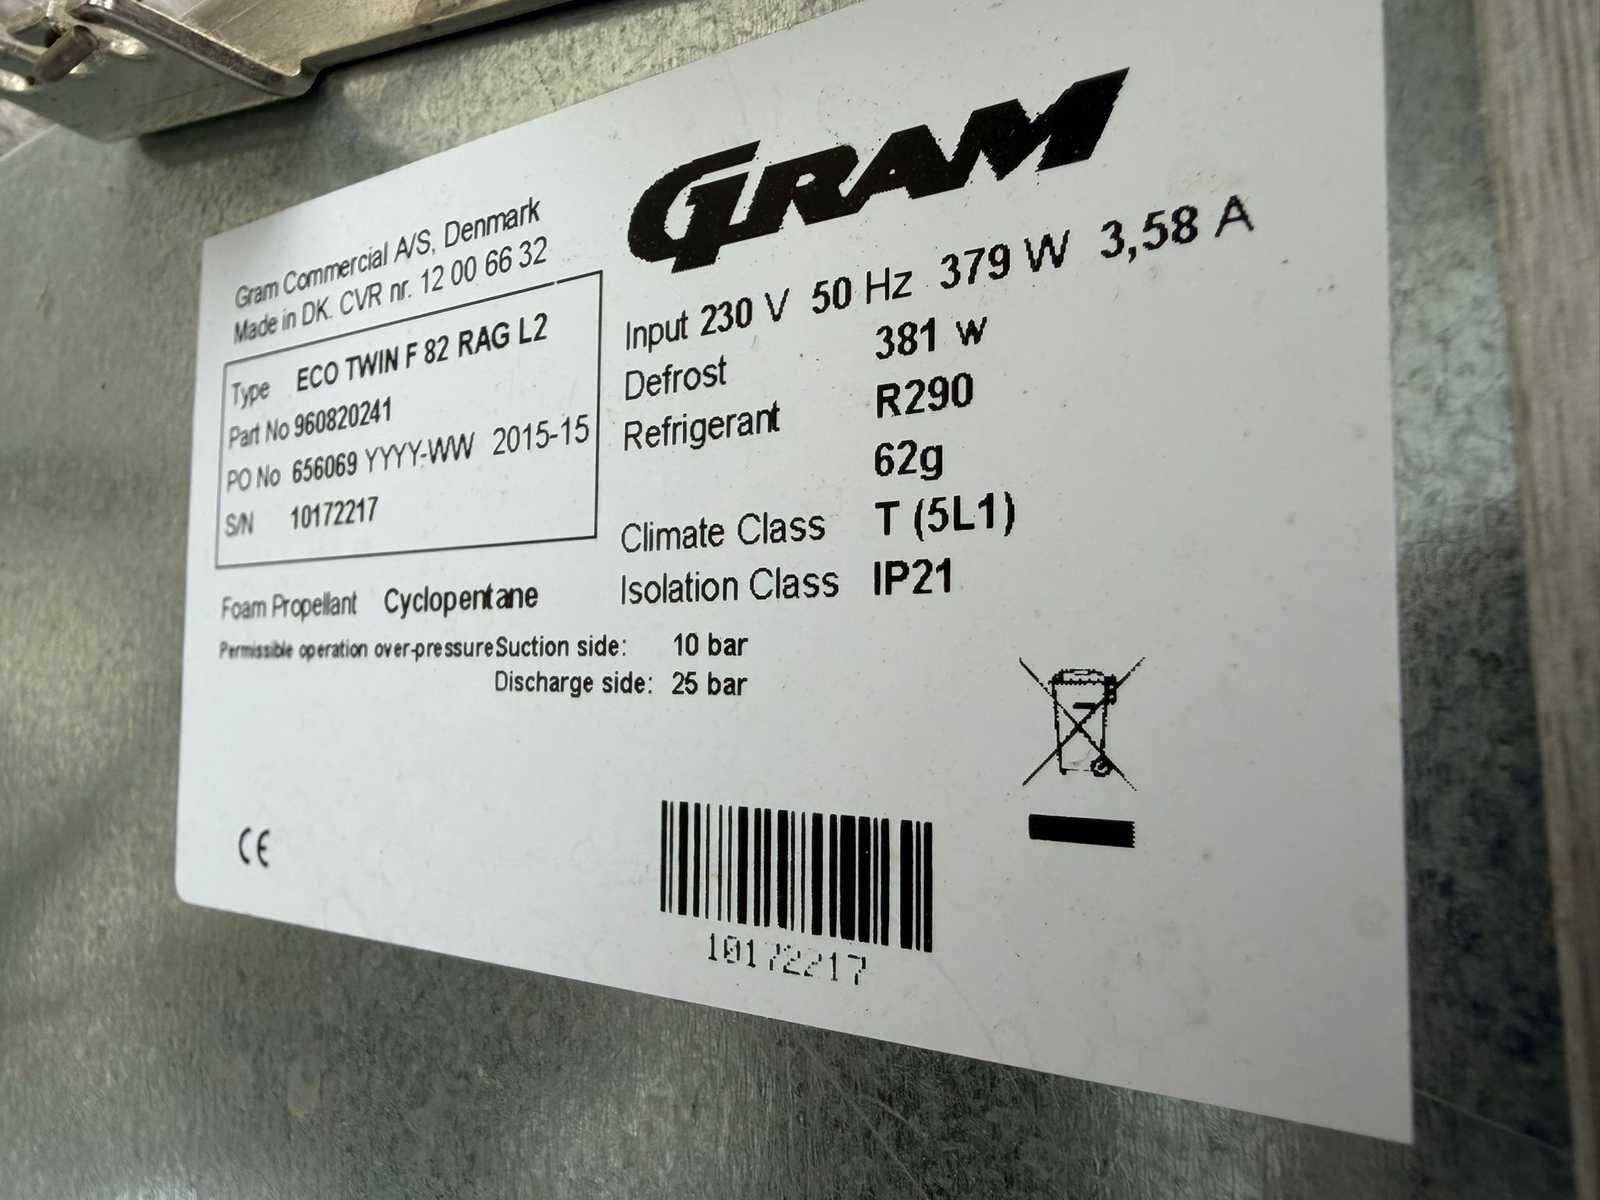 GRAM
Gram Commercial A/S, Denmark
Made in DK. CVR nr. 12 00 66 32
Type ECO TWIN F 82 RAG L2
Part No 960820241
PO No 656069 YYYY-WW 2015-15
S/N 10172217
Input 230 V 50 Hz 379 W 3,58 A
Defrost 381 w
Refrigerant R290
62g
Climate Class T (5L1)
Isolation Class IP21
Foam Propellant Cyclopentane
Permissible operation over-pressure Suction side: 10 bar
Discharge side: 25 bar
CE
10172217